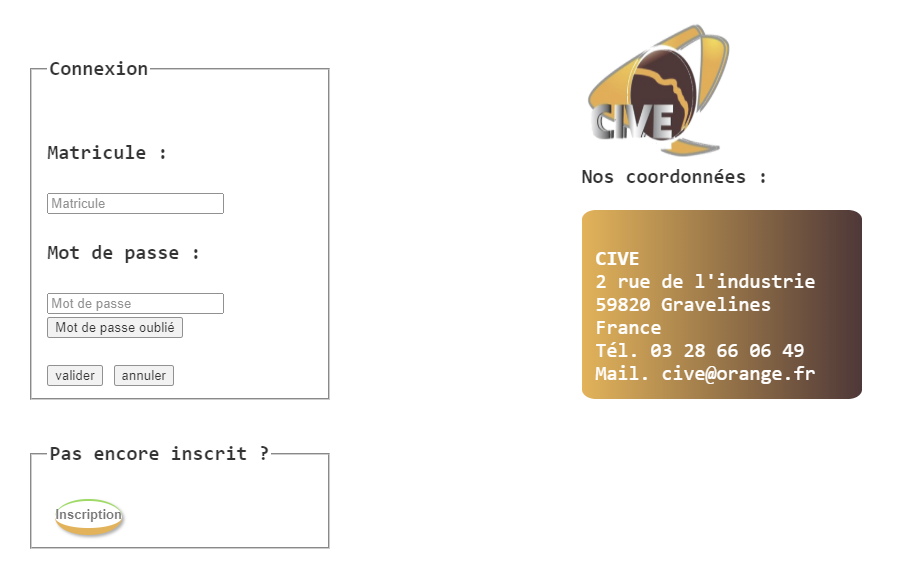 Connexion
Matricule :
Matricule
Mot de passe :
Mot de passe
Mot de passe oublié
valider annuler
Pas encore inscrit ?
Inscription
CIVE
Nos coordonnées :
CIVE
2 rue de l'industrie
59820 Gravelines
France
Tél. 03 28 66 06 49
Mail. cive@orange.fr